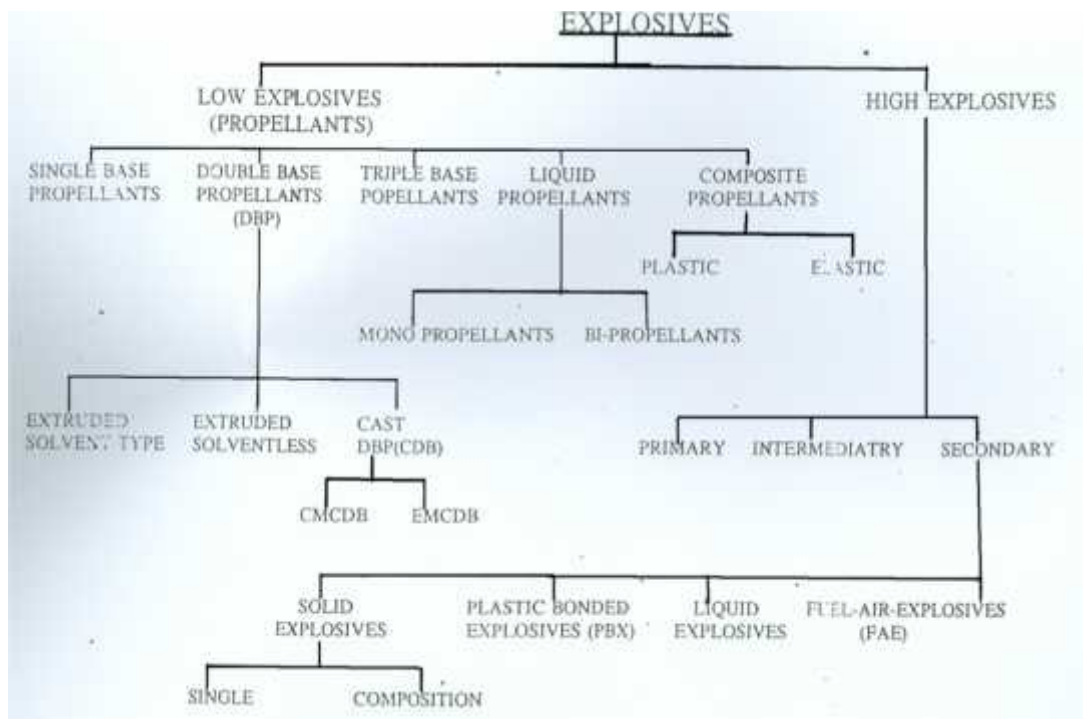 EXPLOSIVES
LOW EXPLOSIVES
(PROPELLANTS)
HIGH EXPLOSIVES
SINGLE BASE
PROPELLANTS
DOUBLE BASE
PROPELLANTS
(DBP)
TRIPLE BASE
POPELLANTS
LIQUID
PROPELLANTS
COMPOSITE
PROPELLANTS
PLASTIC
ELASTIC
MONO PROPELLANTS
BI-PROPELLANTS
EXTRUDED
SOLVENT TYPE
EXTRUDED
SOLVENTLESS
CAST
DBP(CDB)
PRIMARY
INTERMEDIATRY
SECONDARY
CMCDB
EMCDB
SOLID
EXPLOSIVES
PLASTIC BONDED
EXPLOSIVES (PBX)
LIQUID
EXPLOSIVES
FUEL-AIR-EXPLOSIVES
(FAE)
SINGLE
COMPOSITION